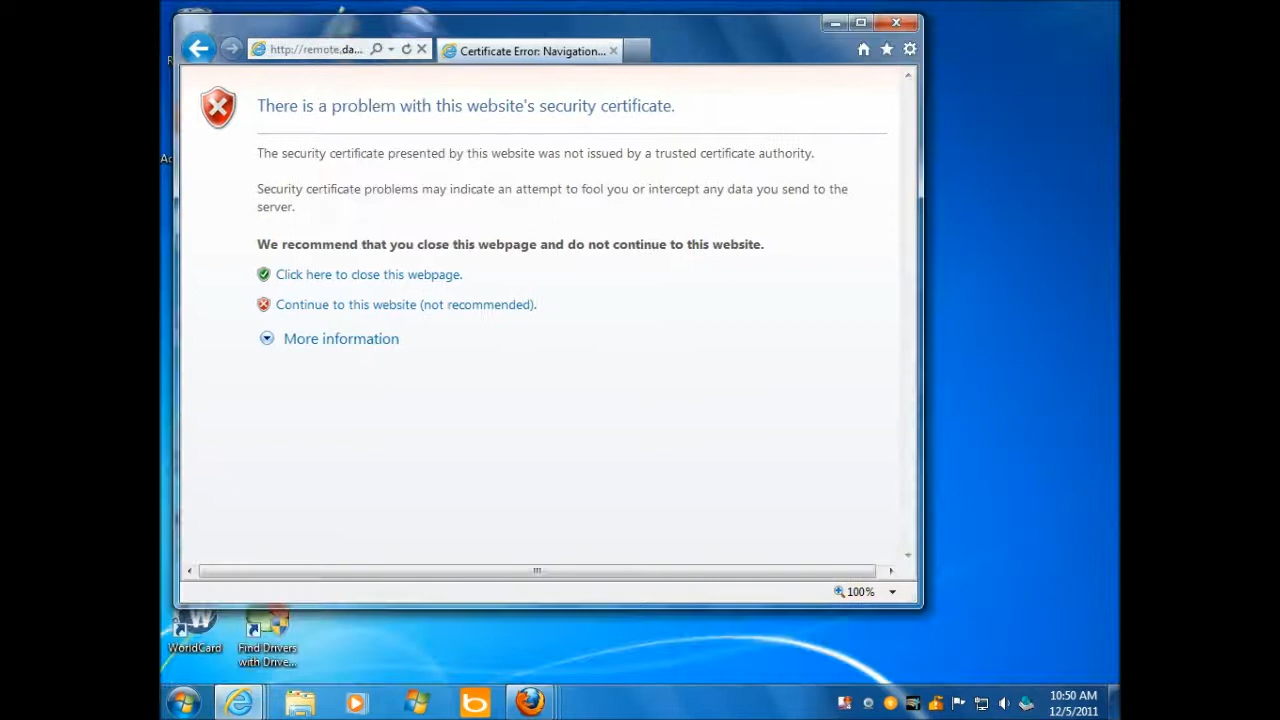 http://remote.da...
Certificate Error: Navigation...
There is a problem with this website's security certificate.
The security certificate presented by this website was not issued by a trusted certificate authority.
Security certificate problems may indicate an attempt to fool you or intercept any data you send to the
server.
We recommend that you close this webpage and do not continue to this website.
Click here to close this webpage.
Continue to this website (not recommended).
More information
100%
WorldCard
Find Drivers
with Drive...
10:50 AM
12/5/2011